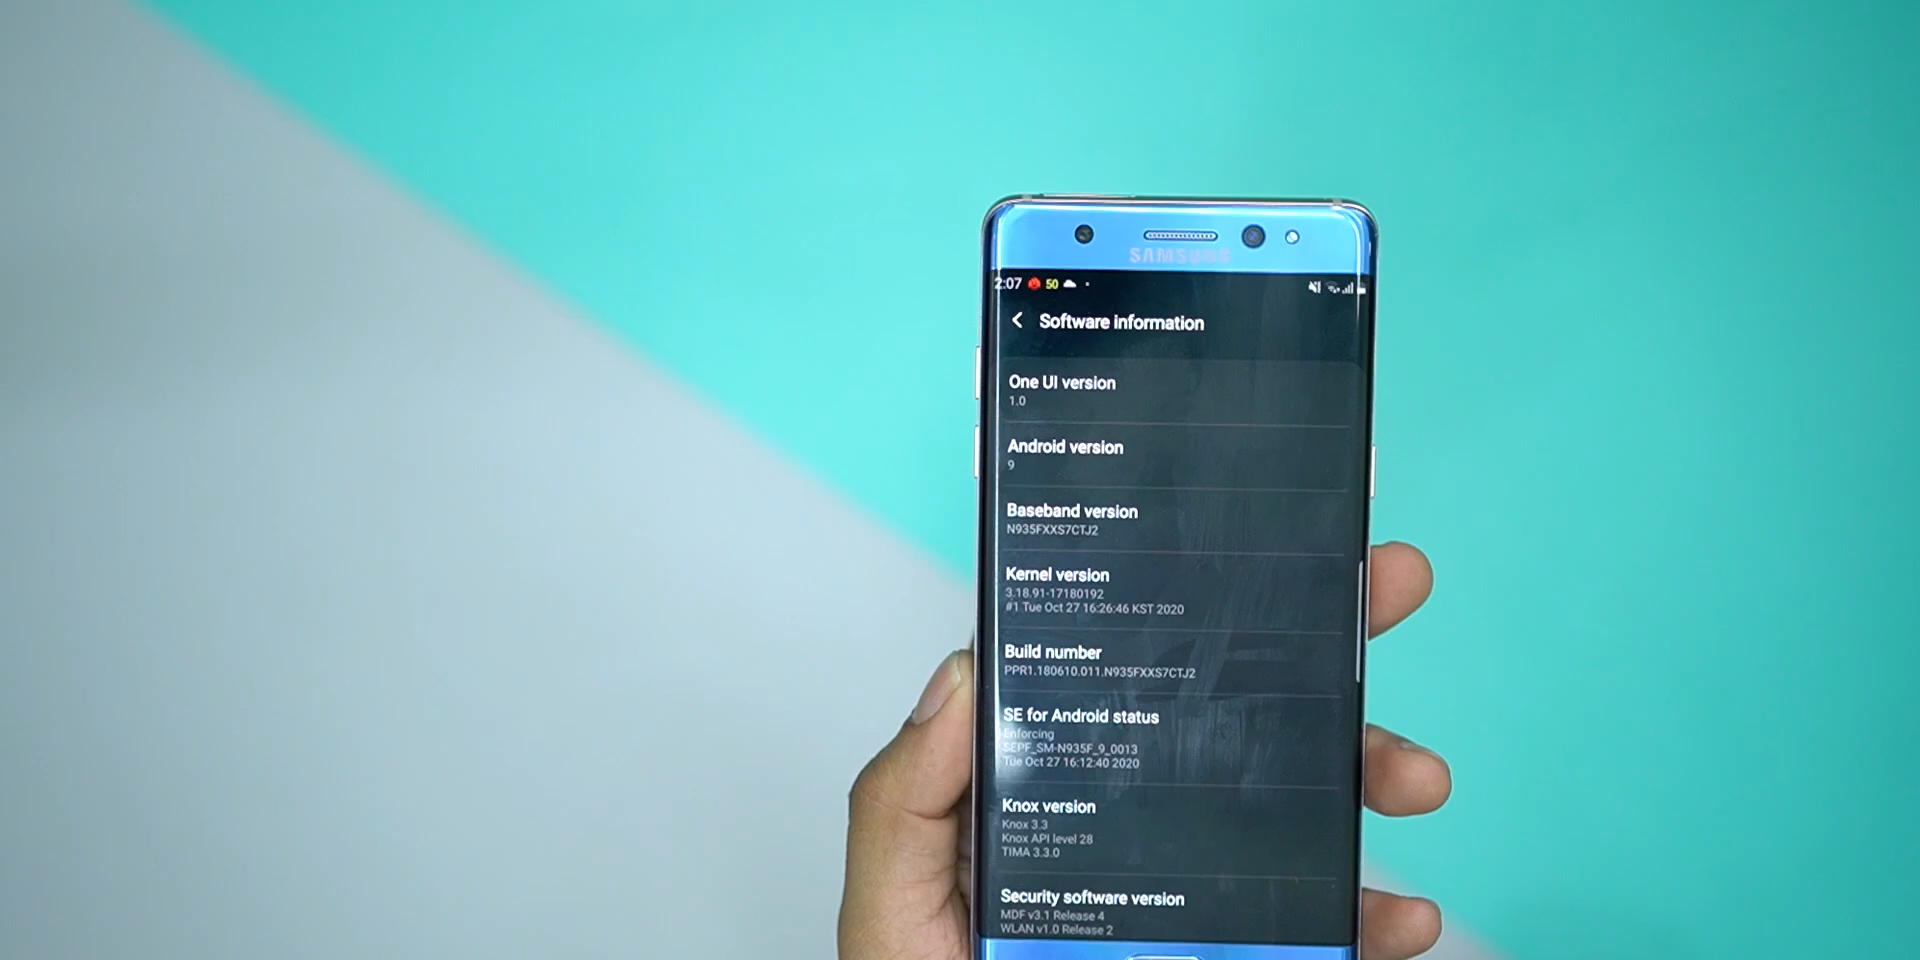 SAMSUNG
2:07 50
Software information
One UI version
1.0
Android version
9
Baseband version
N935FXXS7CTJ2
Kernel version
3.18.91-17180192
#1 Tue Oct 27 16:26:46 KST 2020
Build number
PPR1.180610.011.N935FXXS7CTJ2
SE for Android status
Enforcing
SEPF_SM-N935F_9_0013
Tue Oct 27 16:12:40 2020
Knox version
Knox 3.3
Knox API level 28
TIMA 3.3.0
Security software version
MDF v3.1 Release 4
WLAN v1.0 Release 2